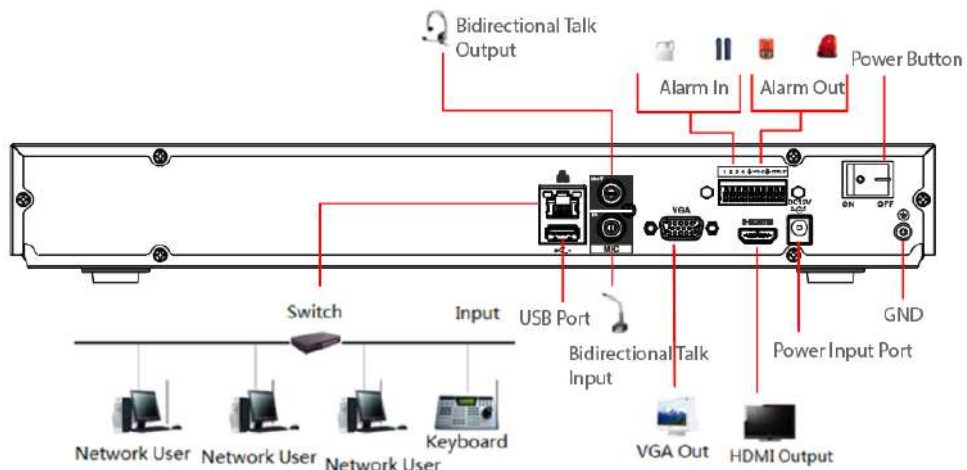 Bidirectional Talk
Output
Alarm In
Alarm Out
Power Button
VGA
MIC
ON
OFF
Switch
Input
USB Port
GND
Bidirectional Talk
Input
Power Input Port
Network User
Network User
Network User
Keyboard
VGA Out
HDMI Output